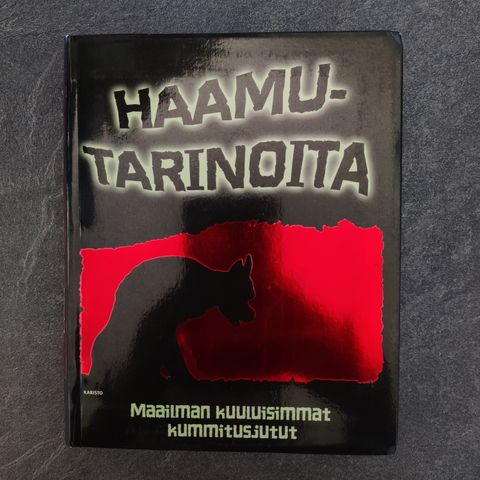 HAAMU-
TARINOITA
KARISTO
Maailman kuuluisimmat
kummitusjutut